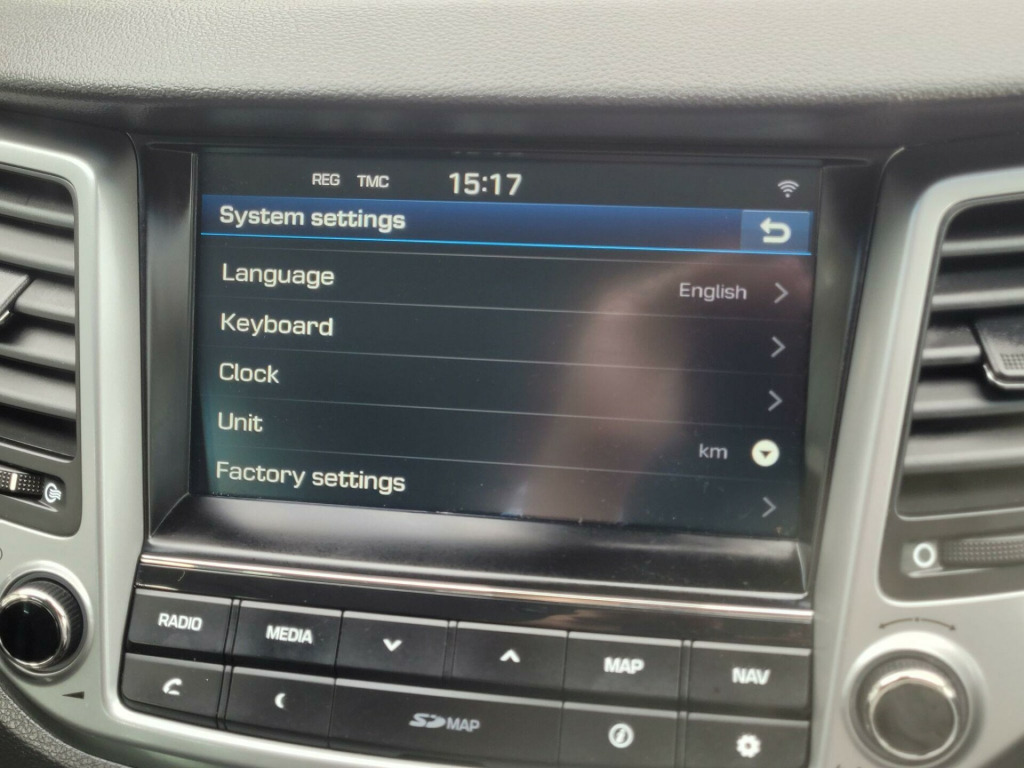 REG TMC 15:17
System settings
Language English
Keyboard
Clock
Unit km
Factory settings
RADIO MEDIA MAP NAV
SD MAP